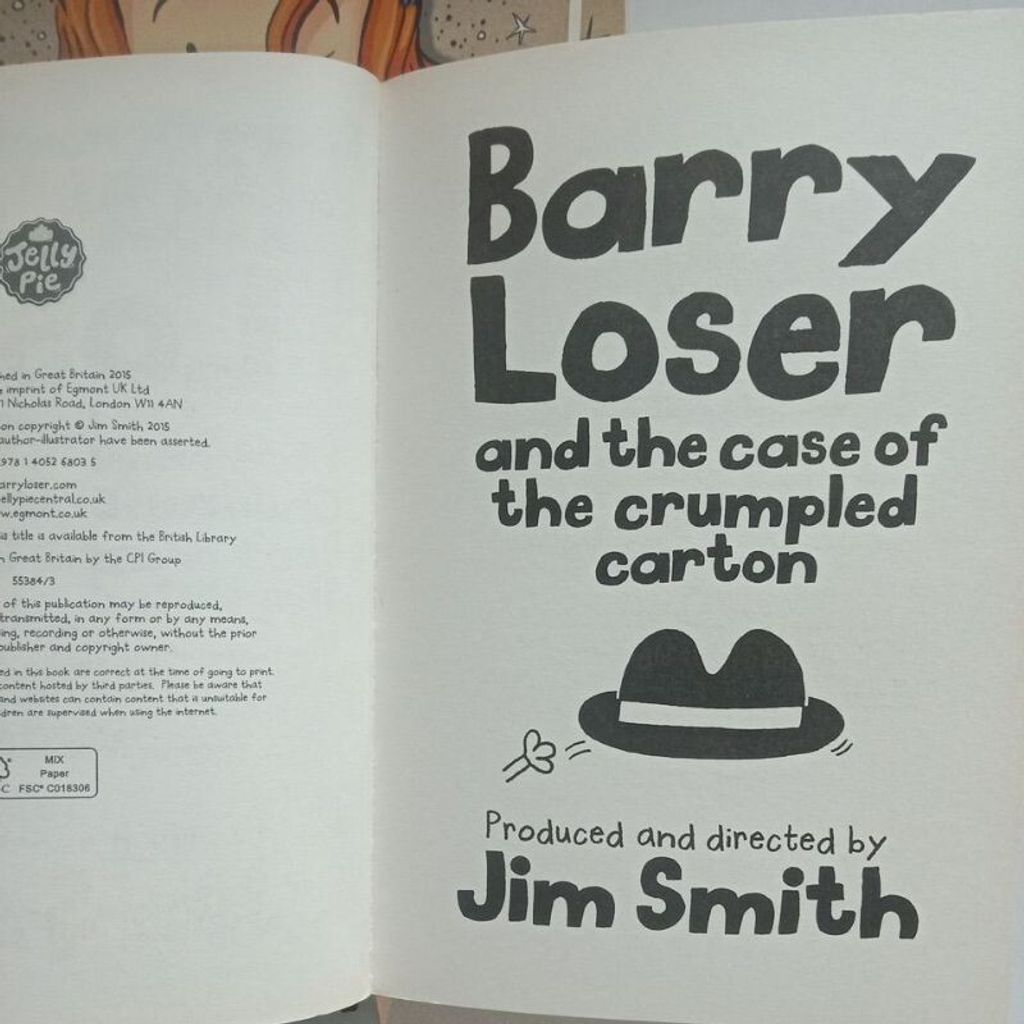 Jelly
Pie
in Great Britain 2015
imprint of Egmont UK Ltd
1 Nicholas Road, London W11 4AN
copyright © Jim Smith 2015
author-illustrator have been asserted.
978 1 4052 6803 5
arryloser.com
ellypiecentral.co.uk
w.egmont.co.uk
title is available from the British Library
Great Britain by the CPI Group
55384/3
of this publication may be reproduced,
transmitted, in any form or by any means,
ing, recording or otherwise, without the prior
publisher and copyright owner.
ed in this book are correct at the time of going to print.
content hosted by third parties. Please be aware that
and websites can contain content that is unsuitable for
dren are supervised when using the internet.
MIX
Paper
FSC® C018306
Barry
Loser
and the case of
the crumpled
carton
Produced and directed by
Jim Smith